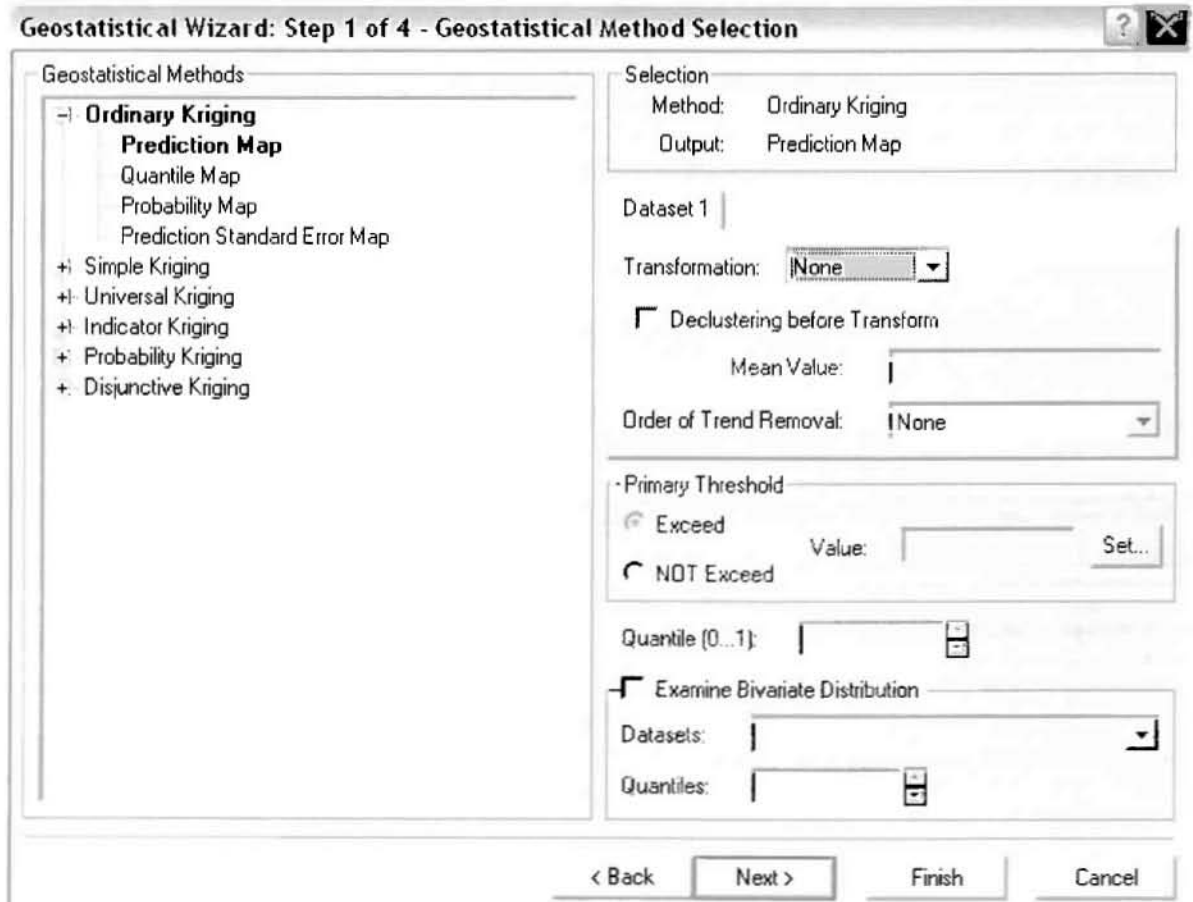 Geostatistical Wizard: Step 1 of 4 - Geostatistical Method Selection
Geostatistical Methods
Ordinary Kriging
Prediction Map
Quantile Map
Probability Map
Prediction Standard Error Map
Simple Kriging
Universal Kriging
Indicator Kriging
Probability Kriging
Disjunctive Kriging
Selection
Method: Ordinary Kriging
Output: Prediction Map
Dataset 1
Transformation: None
Declustering before Transform
Mean Value:
Order of Trend Removal: None
Primary Threshold
Exceed
NOT Exceed
Value:
Set...
Quantile (0...1):
Examine Bivariate Distribution
Datasets:
Quantiles:
< Back
Next >
Finish
Cancel